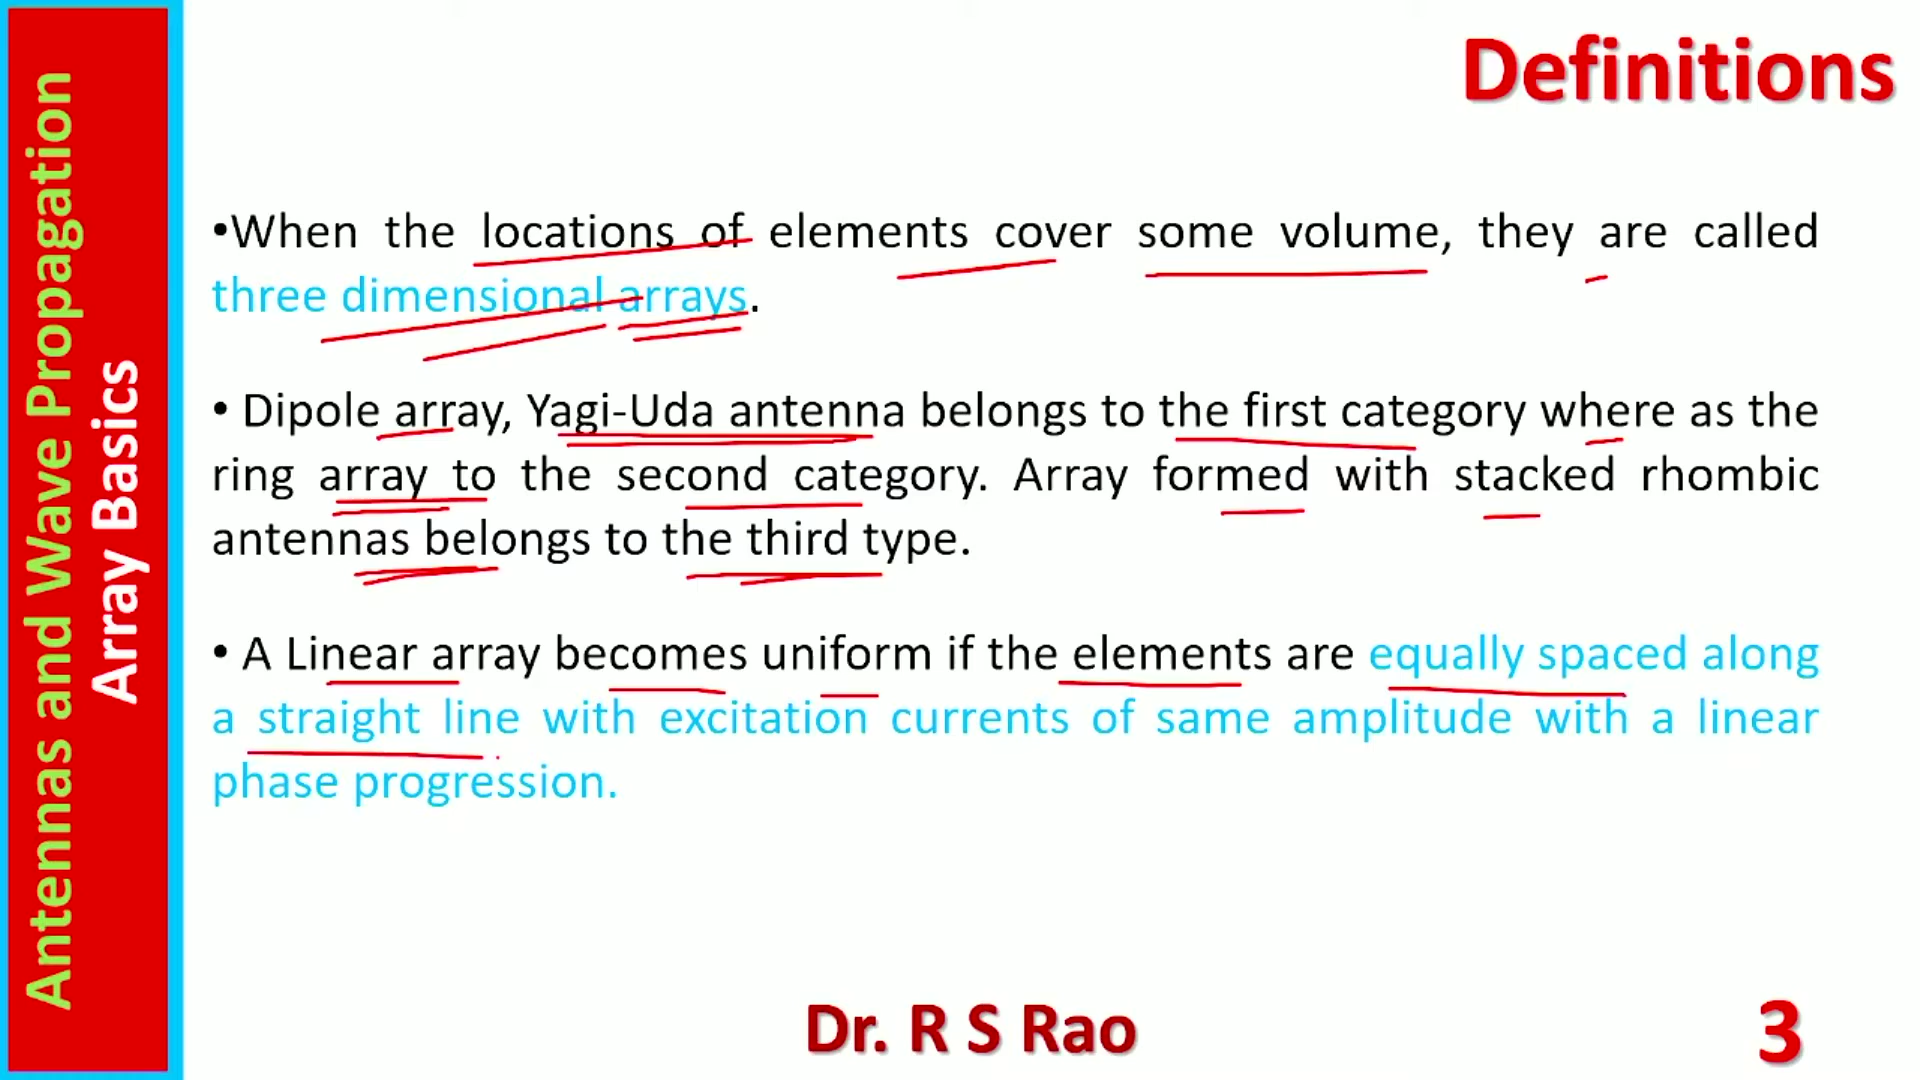 Antennas and Wave Propagation
Array Basics
Definitions
•When the locations of elements cover some volume, they are called
three dimensional arrays.
• Dipole array, Yagi-Uda antenna belongs to the first category where as the
ring array to the second category. Array formed with stacked rhombic
antennas belongs to the third type.
• A Linear array becomes uniform if the elements are equally spaced along
a straight line with excitation currents of same amplitude with a linear
phase progression.
Dr. R S Rao
3